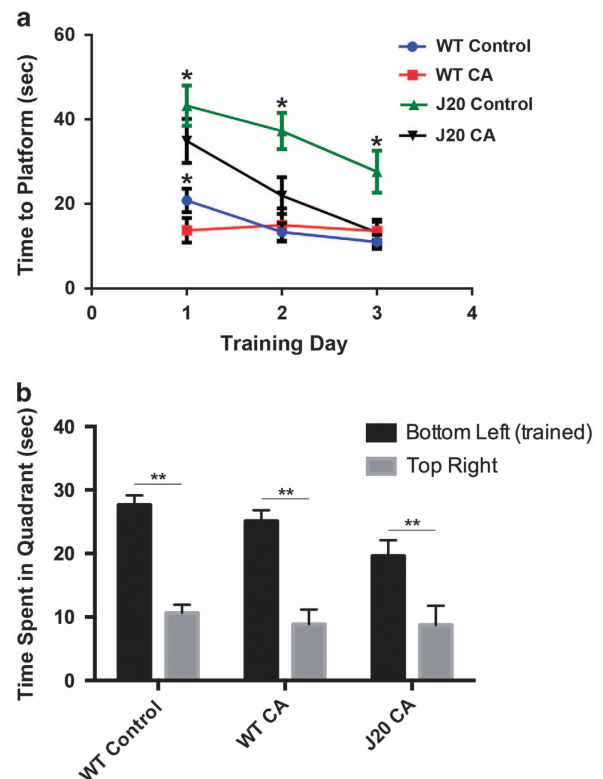 a
Time to Platform (sec)
60
40
20
0
0 1 2 3 4
Training Day
* * * *
WT Control
WT CA
J20 Control
J20 CA
b
Time Spent in Quadrant (sec)
40
30
20
10
0
Bottom Left (trained)
Top Right
** ** **
WT Control
WT CA
J20 CA